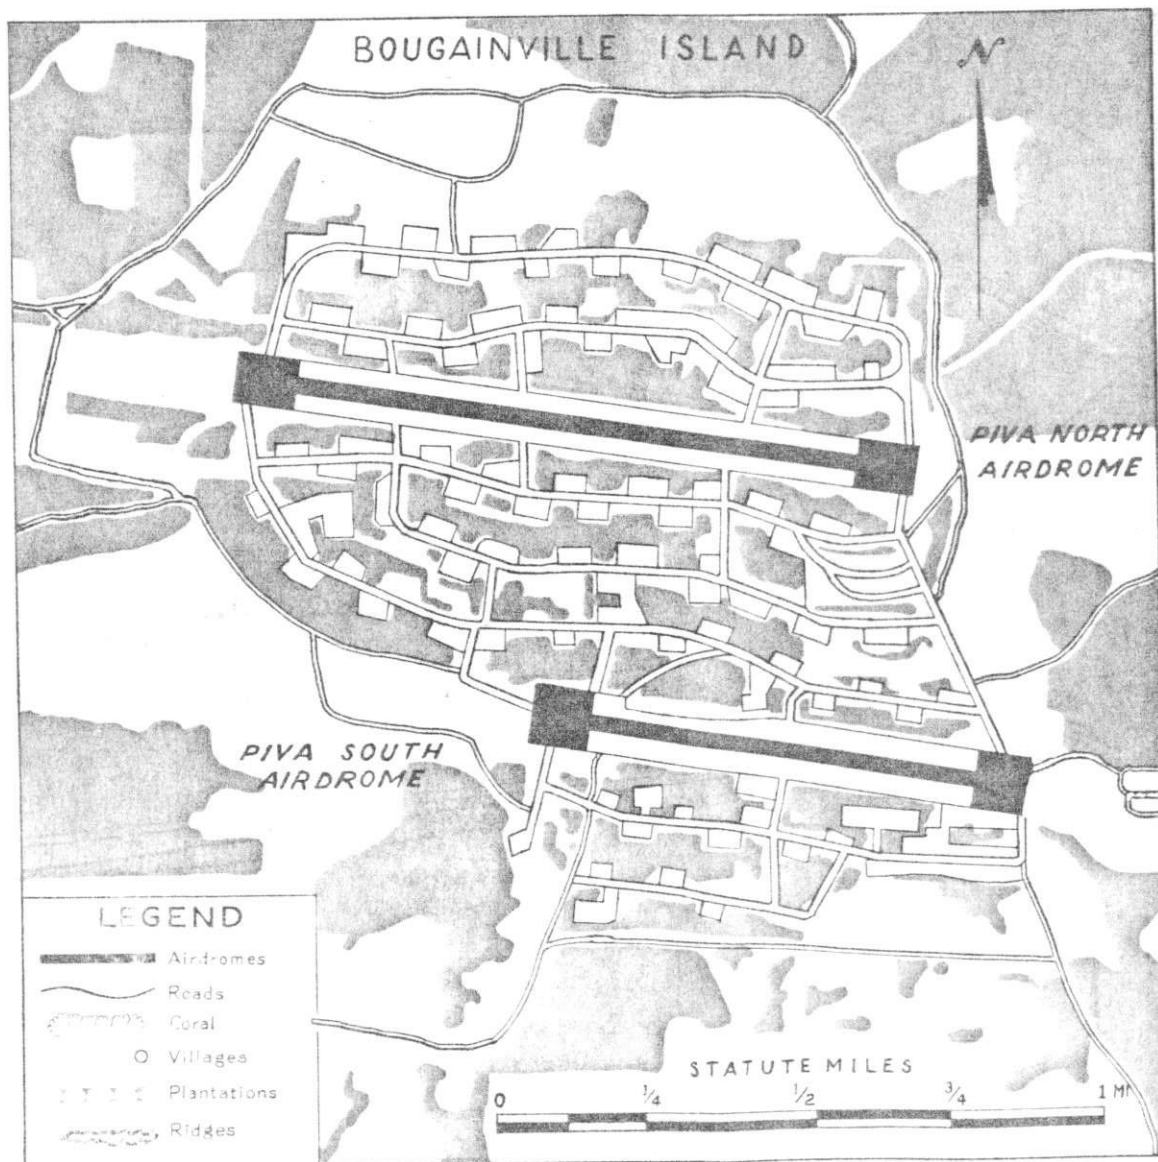 BOUGAINVILLE ISLAND
N
PIVA NORTH
AIRDROME
PIVA SOUTH
AIRDROME
LEGEND
Airdromes
Roads
Coral
Villages
Plantations
Ridges
STATUTE MILES
0 1/4 1/2 3/4 1 MI